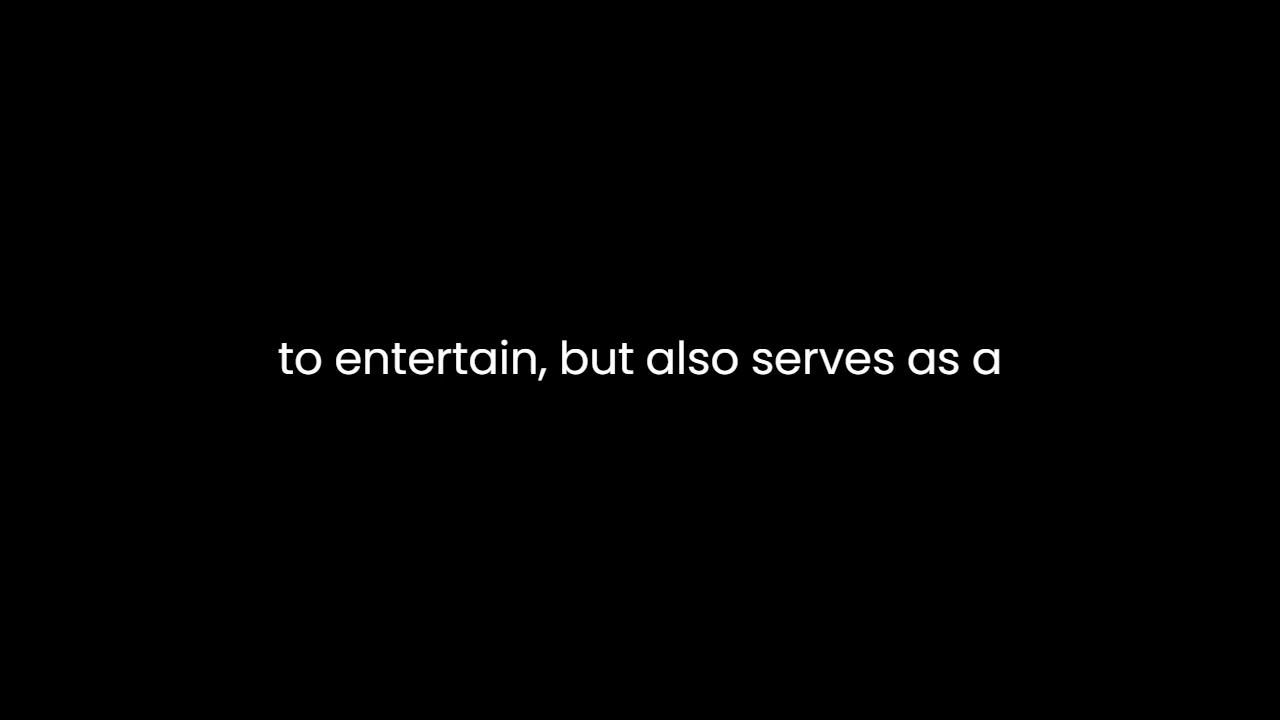 to entertain, but also serves as a